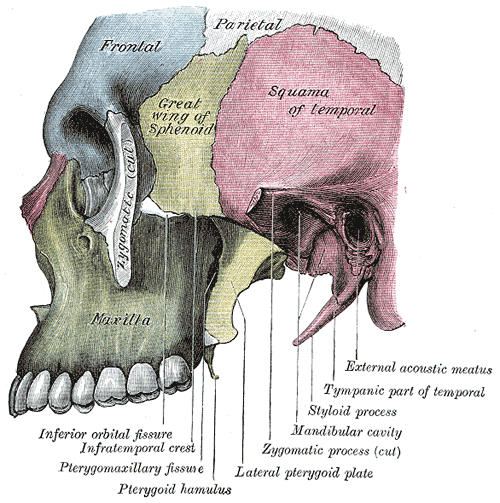 Parietal
Frontal
Great
wing of
Sphenoid
Squama
of temporal
Zygomatic (cut)
Maxilla
External acoustic meatus
Tympanic part of temporal
Styloid process
Mandibular cavity
Zygomatic process (cut)
Lateral pterygoid plate
Inferior orbital fissure
Infratemporal crest
Pterygomaxillary fissure
Pterygoid hamulus